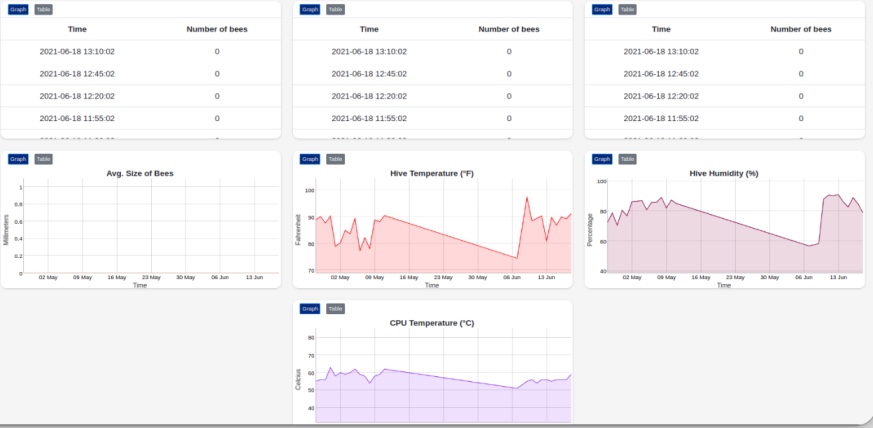 Graph Table Graph Table Graph Table
Time Number of bees Time Number of bees Time Number of bees
2021-06-18 13:10:02 0 2021-06-18 13:10:02 0 2021-06-18 13:10:02 0
2021-06-18 12:45:02 0 2021-06-18 12:45:02 0 2021-06-18 12:45:02 0
2021-06-18 12:20:02 0 2021-06-18 12:20:02 0 2021-06-18 12:20:02 0
2021-06-18 11:55:02 0 2021-06-18 11:55:02 0 2021-06-18 11:55:02 0
Graph Table
Avg. Size of Bees
Millimeters
1
0.8
0.6
0.4
0.2
0
02 May 09 May 16 May 23 May 30 May 06 Jun 13 Jun
Time
Graph Table
Hive Temperature (°F)
Fahrenheit
100
90
80
70
02 May 09 May 16 May 23 May 30 May 06 Jun 13 Jun
Time
Graph Table
Hive Humidity (%)
Percentage
100
80
60
40
02 May 09 May 16 May 23 May 30 May 06 Jun 13 Jun
Time
Graph Table
CPU Temperature (°C)
Celcius
80
70
60
50
40